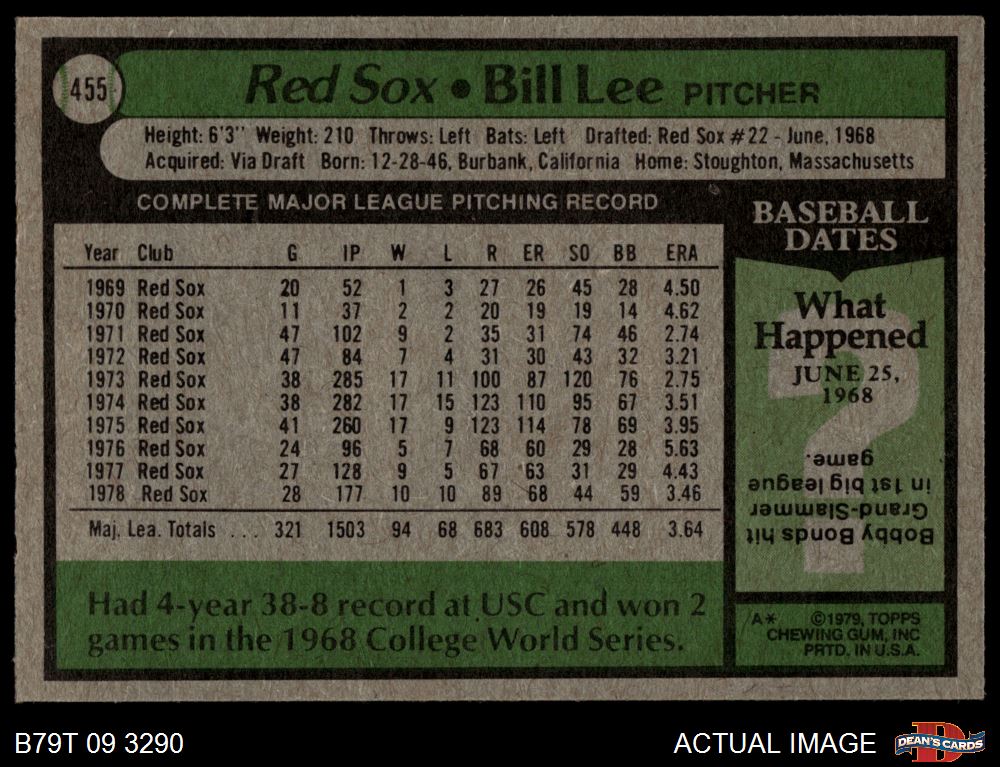 455
Red Sox • Bill Lee PITCHER
Height: 6'3" Weight: 210 Throws: Left Bats: Left Drafted: Red Sox #22 - June, 1968
Acquired: Via Draft Born: 12-28-46, Burbank, California Home: Stoughton, Massachusetts
COMPLETE MAJOR LEAGUE PITCHING RECORD
Year Club G IP W L R ER SO BB ERA
1969 Red Sox 20 52 1 3 27 26 45 28 4.50
1970 Red Sox 11 37 2 2 20 19 19 14 4.62
1971 Red Sox 47 102 9 2 35 31 74 46 2.74
1972 Red Sox 47 84 7 4 31 30 43 32 3.21
1973 Red Sox 38 285 17 11 100 87 120 76 2.75
1974 Red Sox 38 282 17 15 123 110 95 67 3.51
1975 Red Sox 41 260 17 9 123 114 78 69 3.95
1976 Red Sox 24 96 5 7 68 60 29 28 5.63
1977 Red Sox 27 128 9 5 67 63 31 29 4.43
1978 Red Sox 28 177 10 10 89 68 44 59 3.46
Maj. Lea. Totals . . . 321 1503 94 68 683 608 578 448 3.64
Had 4-year 38-8 record at USC and won 2
games in the 1968 College World Series.
BASEBALL
DATES
What
Happened
JUNE 25,
1968
?
Bobby Bonds hit
Grand-Slammer
in 1st big league
game.
A* ©1979, TOPPS
CHEWING GUM, INC
PRTD. IN U.S.A.
B79T 09 3290
ACTUAL IMAGE
D
DEAN'S CARDS